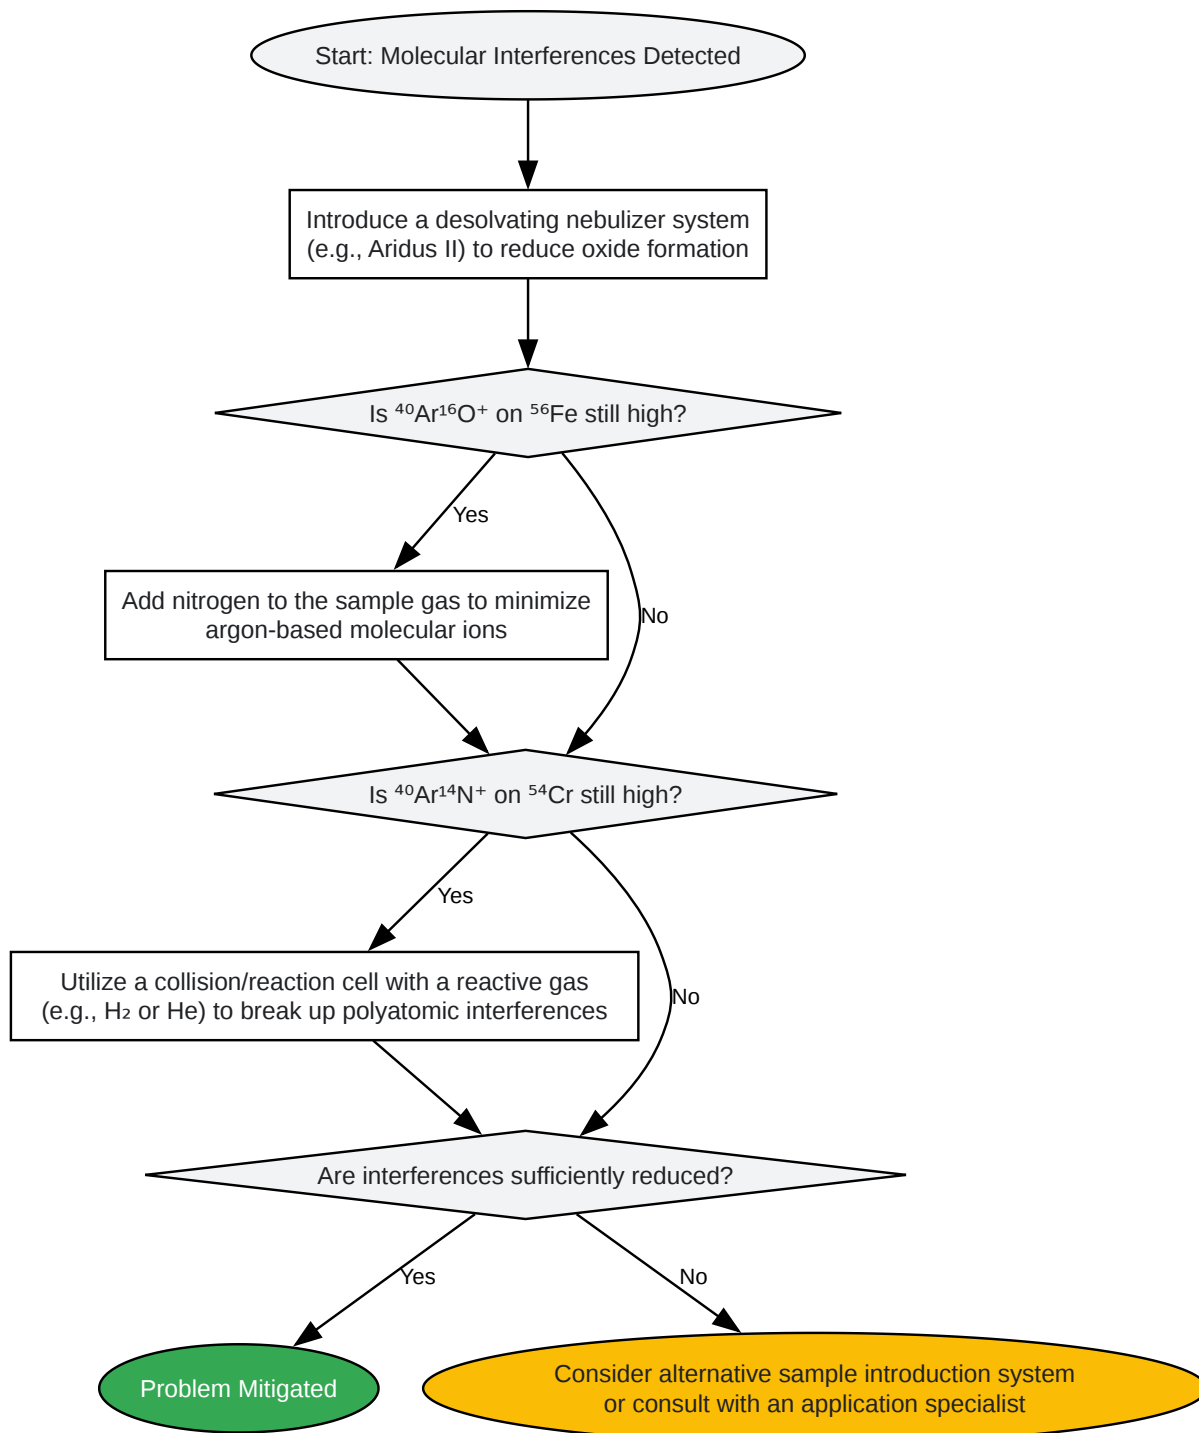 Start: Molecular Interferences Detected
Introduce a desolvating nebulizer system
(e.g., Aridus II) to reduce oxide formation
Is ⁴⁰Ar¹⁶O⁺ on ⁵⁶Fe still high?
Yes
Add nitrogen to the sample gas to minimize
argon-based molecular ions
No
Is ⁴⁰Ar¹⁴N⁺ on ⁵⁴Cr still high?
Yes
Utilize a collision/reaction cell with a reactive gas
(e.g., H₂ or He) to break up polyatomic interferences
No
Are interferences sufficiently reduced?
Yes
No
Problem Mitigated
Consider alternative sample introduction system
or consult with an application specialist